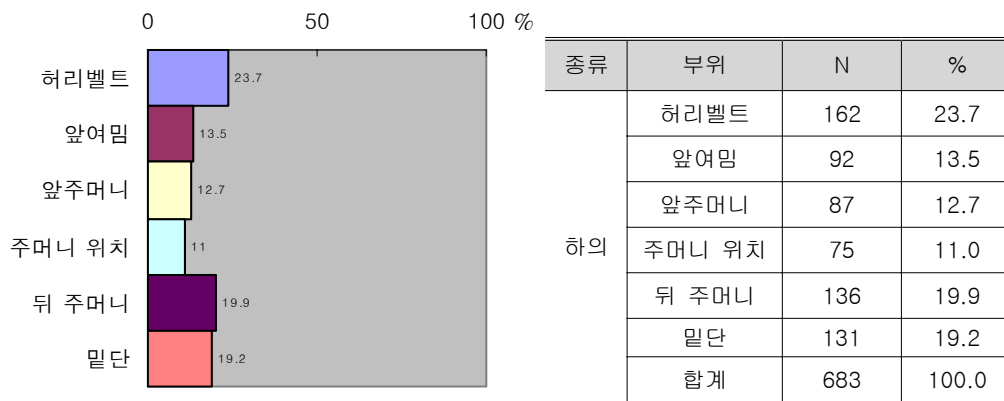 0 50 100 %
허리벨트 23.7
앞여밈 13.5
앞주머니 12.7
주머니 위치 11
뒤 주머니 19.9
밑단 19.2
종류 부위 N %
허리벨트 162 23.7
앞여밈 92 13.5
앞주머니 87 12.7
하의 주머니 위치 75 11.0
뒤 주머니 136 19.9
밑단 131 19.2
합계 683 100.0